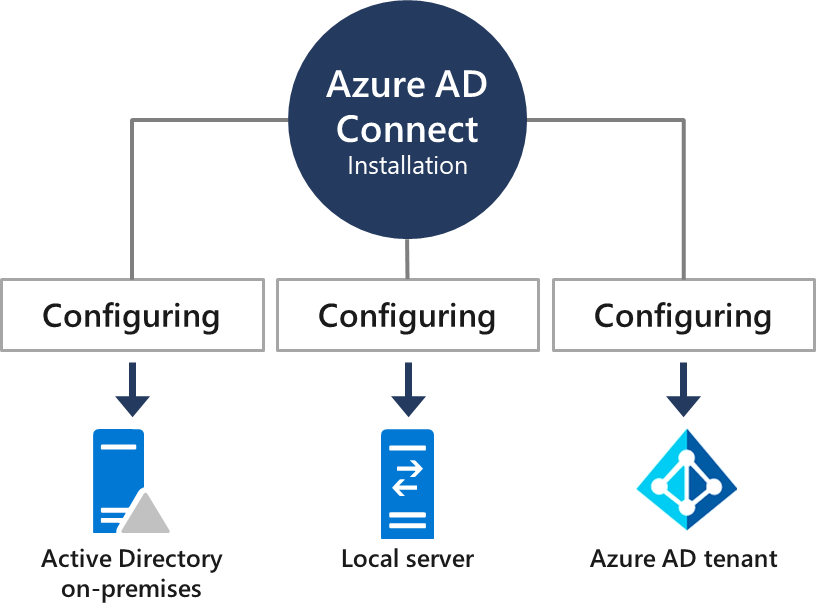 Azure AD
Connect
Installation
Configuring
Configuring
Configuring
Active Directory
on-premises
Local server
Azure AD tenant